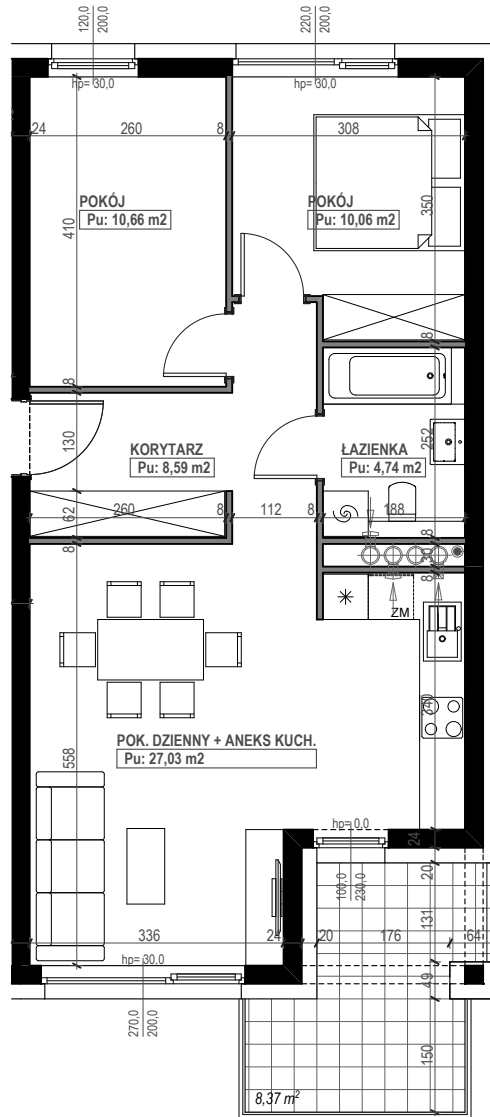 120,0
200,0
220,0
200,0
hp= 30,0
hp= 30,0
24
260
8
308
POKÓJ
Pu: 10,66 m2
POKÓJ
Pu: 10,06 m2
410
350
8
8
130
KORYTARZ
Pu: 8,59 m2
ŁAZIENKA
Pu: 4,74 m2
252
62
260
8
112
8
188
8
8
30
8
ZM
340
POK. DZIENNY + ANEKS KUCH.
Pu: 27,03 m2
558
hp= 0,0
24
100,0
230,0
20
131
336
24
20
176
64
hp= 30,0
49
270,0
200,0
150
8,37 m²